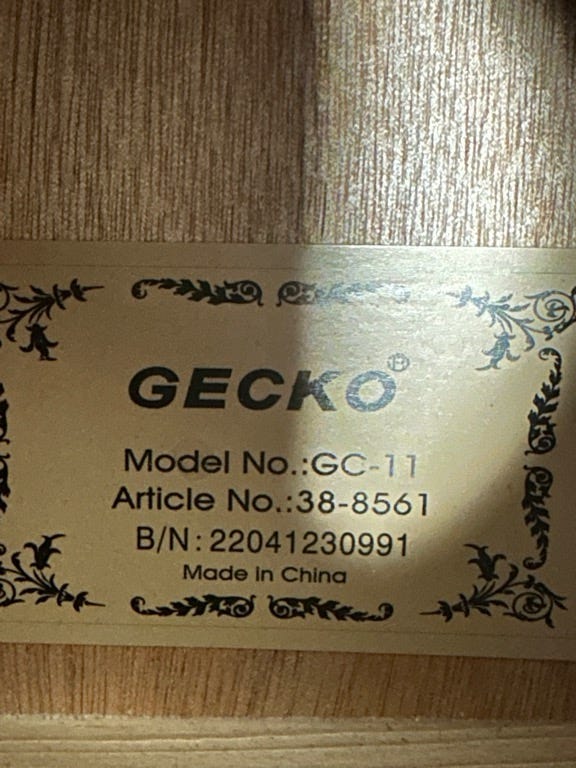 GECKO®
Model No.:GC-11
Article No.:38-8561
B/N: 22041230991
Made in China